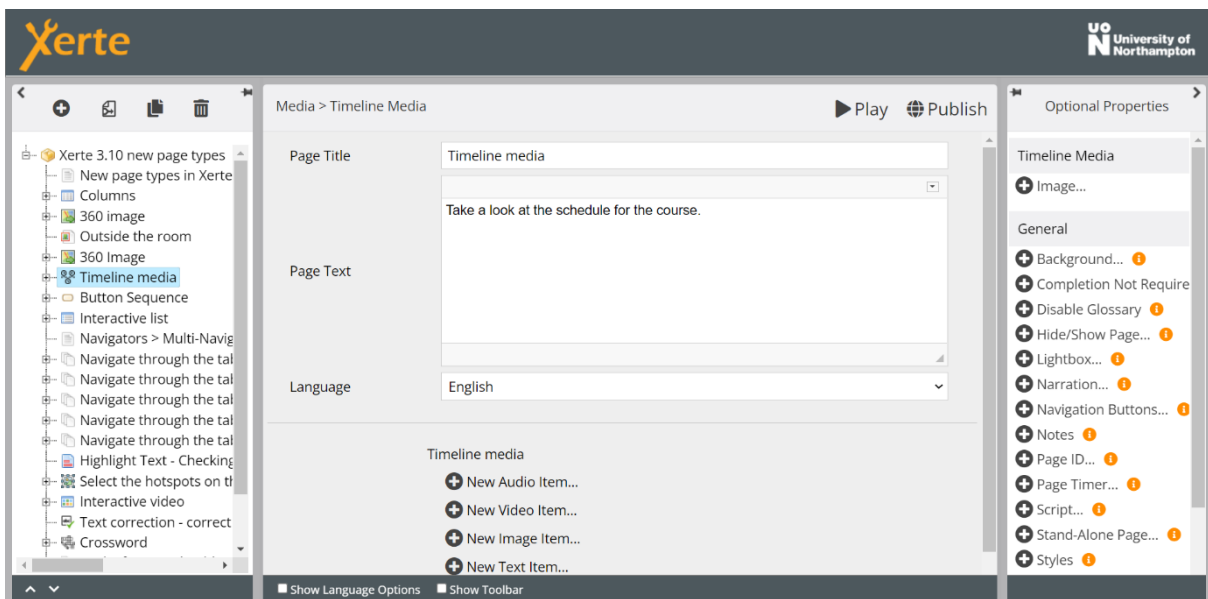 Xerte
UON University of
Northampton
Xerte 3.10 new page types
New page types in Xerte
Columns
360 image
Outside the room
360 Image
Timeline media
Button Sequence
Interactive list
Navigators > Multi-Navig
Navigate through the tal
Navigate through the tal
Navigate through the tal
Navigate through the tal
Navigate through the tal
Highlight Text - Checking
Select the hotspots on th
Interactive video
Text correction - correct
Crossword
Media > Timeline Media
Play
Publish
Page Title
Timeline media
Page Text
Take a look at the schedule for the course.
Language
English
Timeline media
New Audio Item...
New Video Item...
New Image Item...
New Text Item...
Show Language Options
Show Toolbar
Optional Properties
Timeline Media
Image...
General
Background...
Completion Not Require
Disable Glossary
Hide/Show Page...
Lightbox...
Narration...
Navigation Buttons...
Notes
Page ID...
Page Timer...
Script...
Stand-Alone Page...
Styles